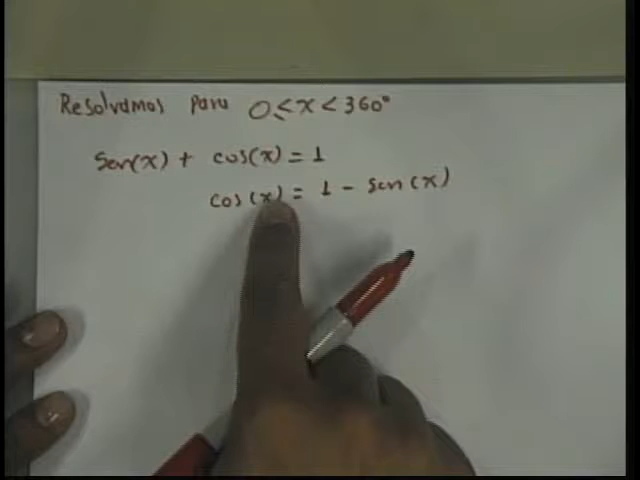 Resolvamos para 0≤x<360°
Sen(x) + cos(x) = 1
cos(x) = 1 - sen(x)